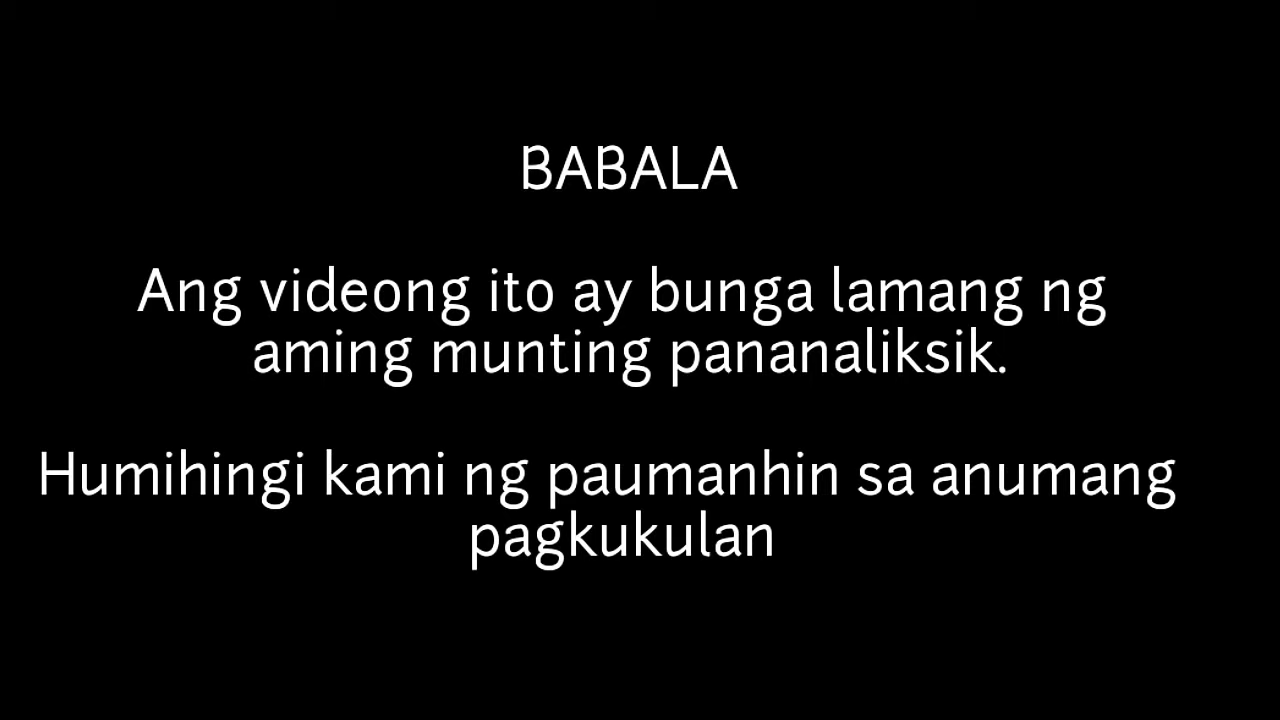 BABALA
Ang videong ito ay bunga lamang ng
aming munting pananaliksik.
Humihingi kami ng paumanhin sa anumang
pagkukulan